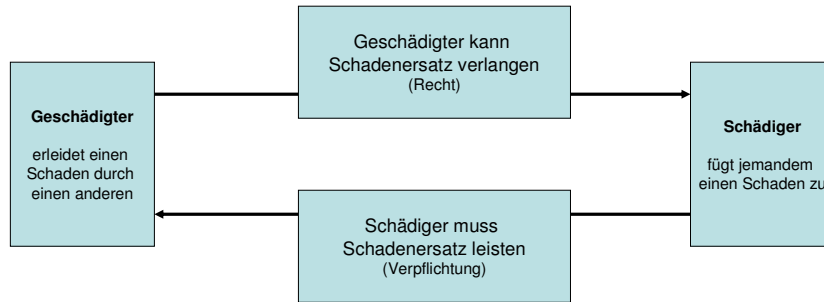 Geschädigter kann
Schadenersatz verlangen
(Recht)
Geschädigter
erleidet einen
Schaden durch
einen anderen
Schädiger
fügt jemandem
einen Schaden zu
Schädiger muss
Schadenersatz leisten
(Verpflichtung)